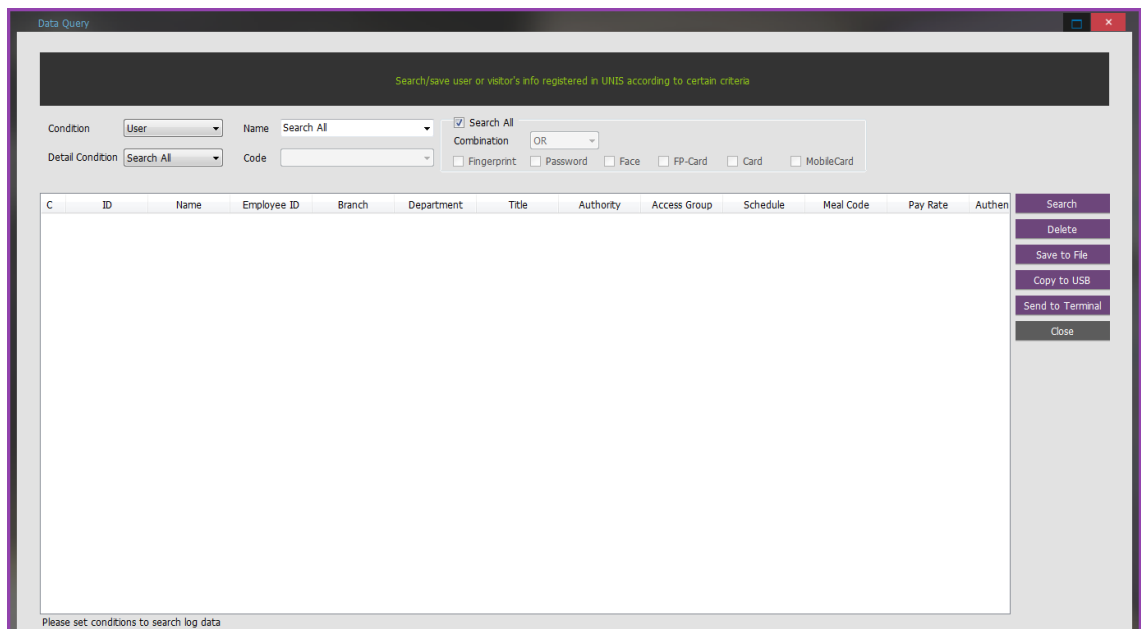 Data Query
Search/save user or visitor's info registered in UNIS according to certain criteria
Condition User Name Search All Search All
Combination OR
Detail Condition Search All Code Fingerprint Password Face FP-Card Card MobileCard
C ID Name Employee ID Branch Department Title Authority Access Group Schedule Meal Code Pay Rate Authen Search
Delete
Save to File
Copy to USB
Send to Terminal
Close
Please set conditions to search log data